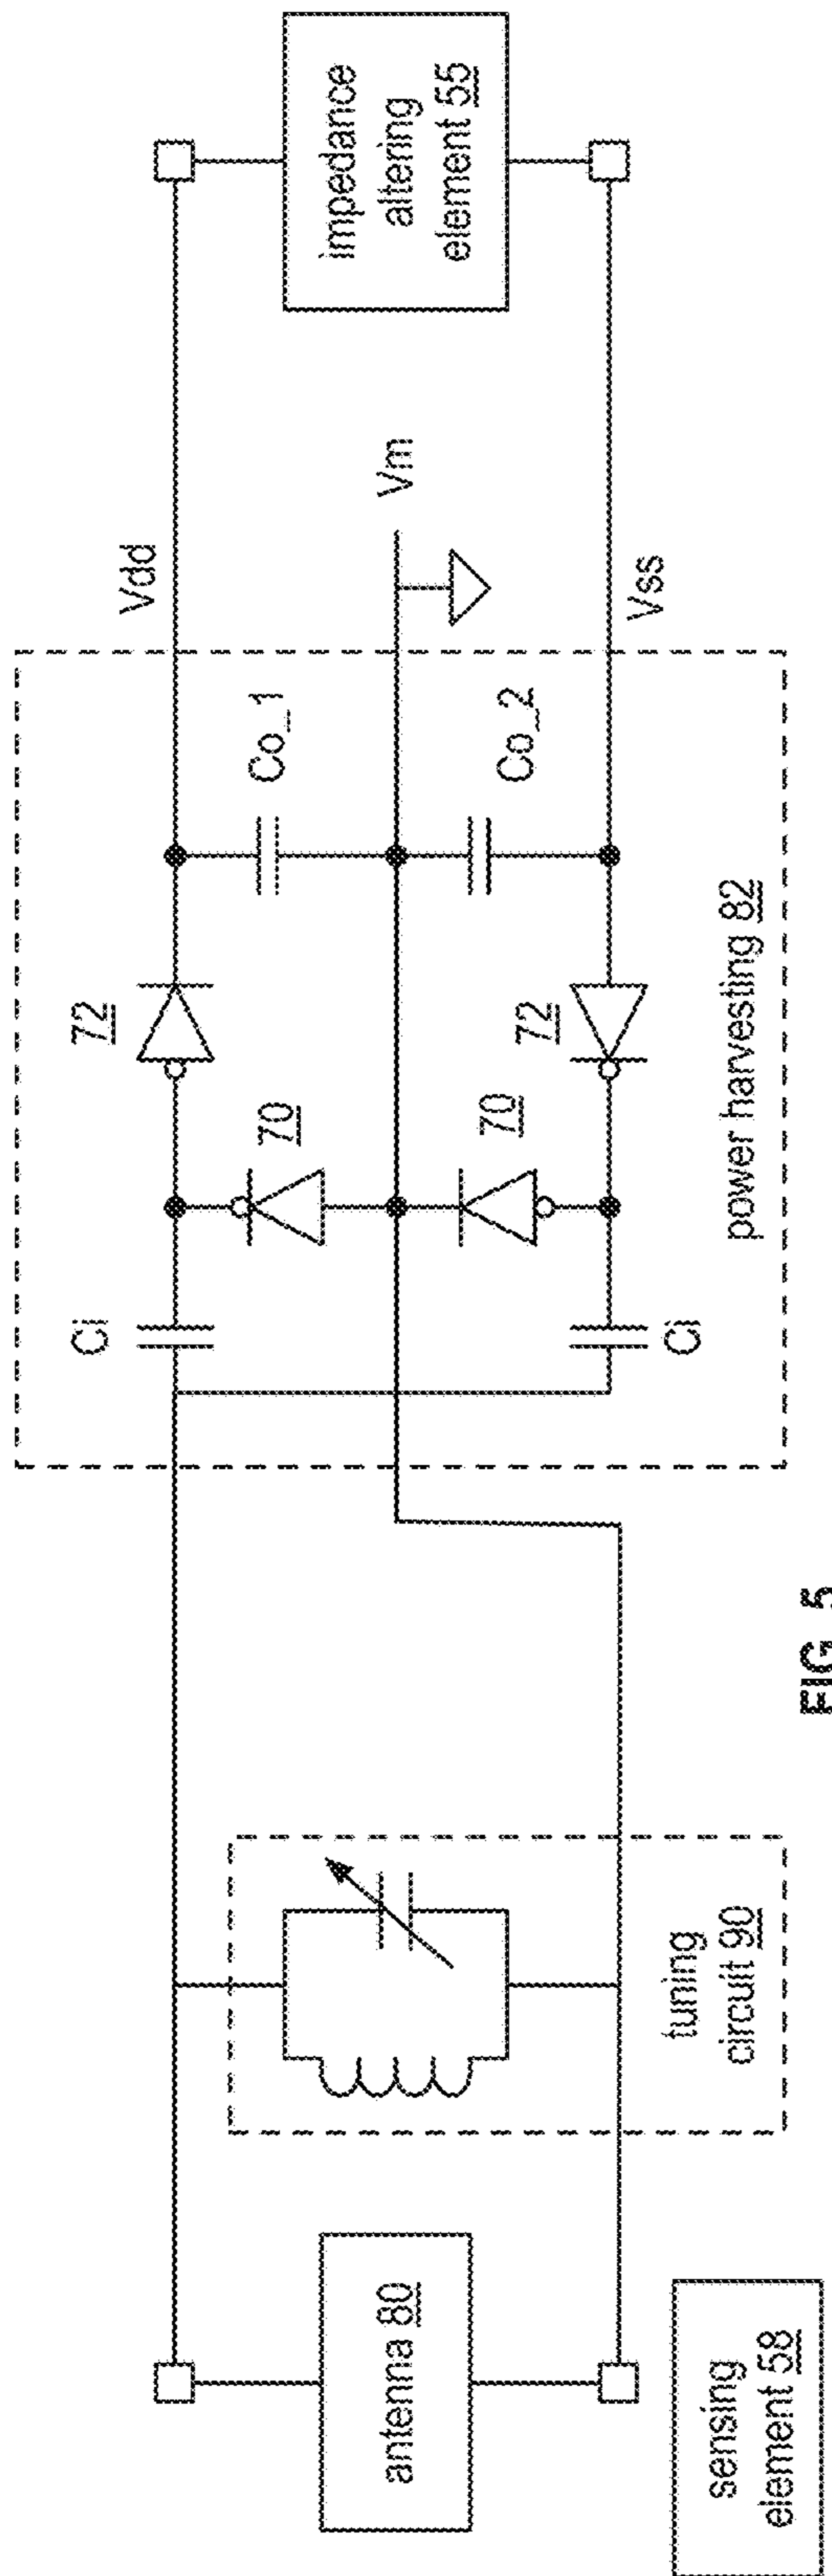 antenna 80
sensing
element 58
tuning
circuit 90
FIG. 5
Ci
70
72
Co_1
70
72
Co_2
Ci
power harvesting 82
Vdd
Vm
Vss
impedance
altering
element 55